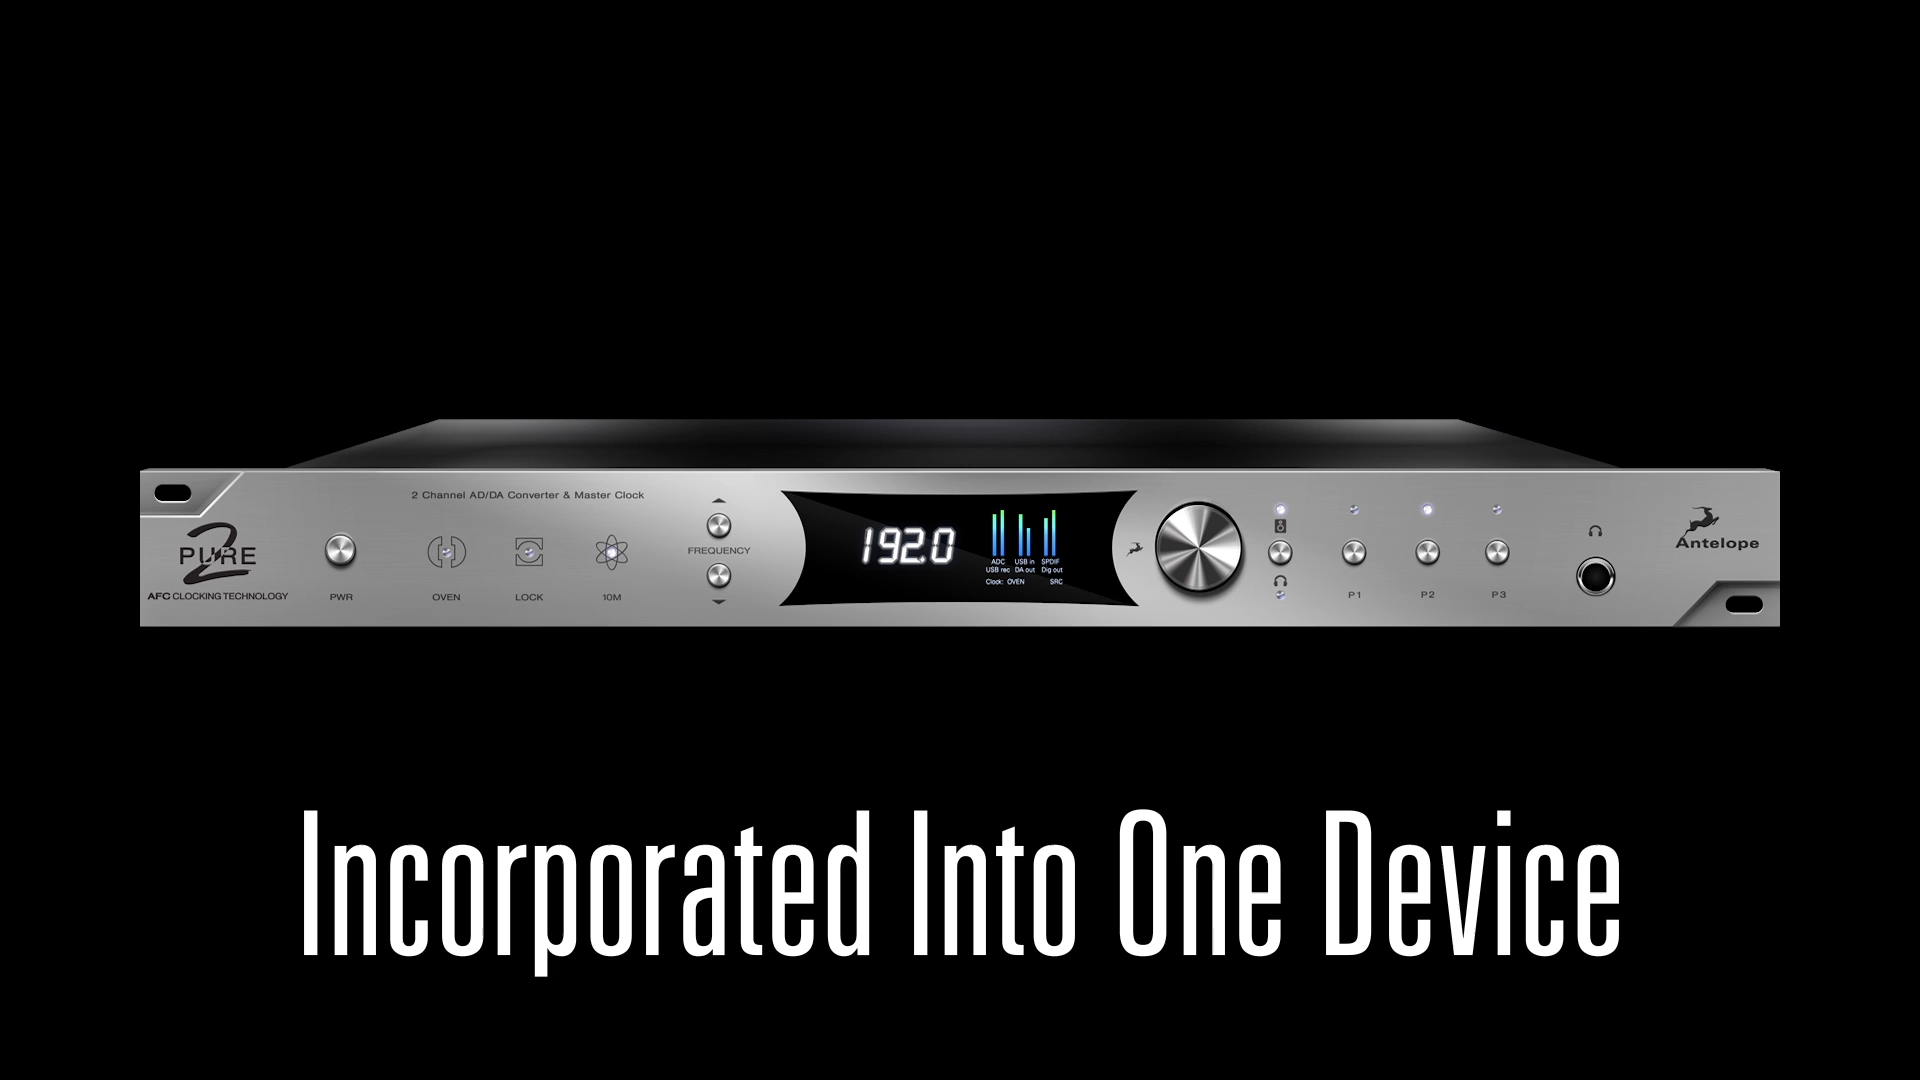 2 Channel AD/DA Converter & Master Clock
PURE
2
AFC CLOCKING TECHNOLOGY
PWR
OVEN
LOCK
10M
FREQUENCY
192.0
ADC USB in SPDIF
USB rec DA out Dig out
Clock: OVEN SRC
P1
P2
P3
Antelope
Incorporated Into One Device